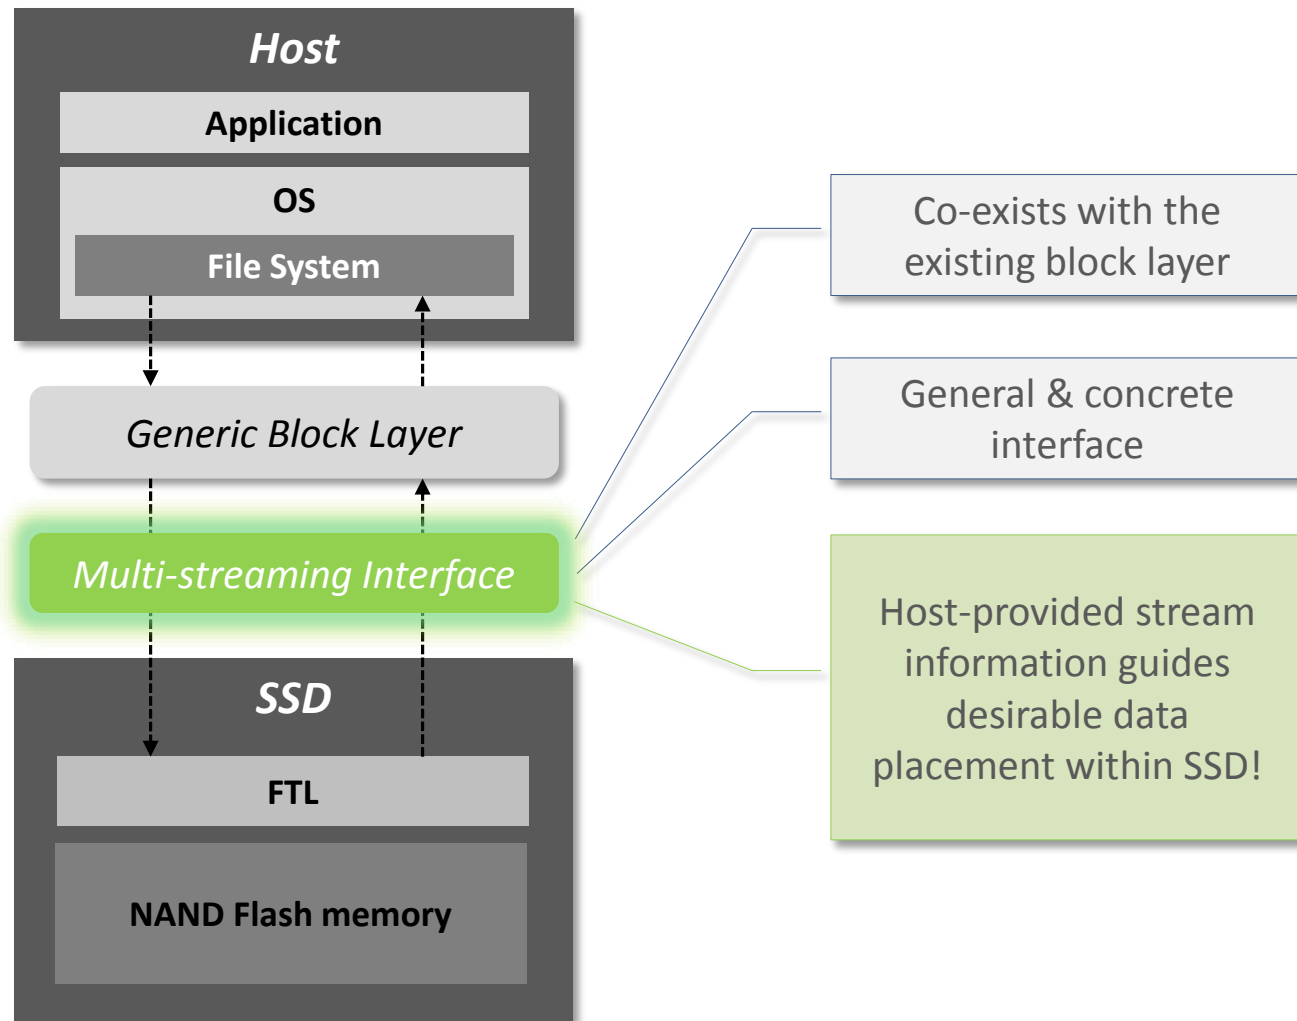 Host
Application
OS
File System
Generic Block Layer
Multi-streaming Interface
SSD
FTL
NAND Flash memory
Co-exists with the
existing block layer
General & concrete
interface
Host-provided stream
information guides
desirable data
placement within SSD!